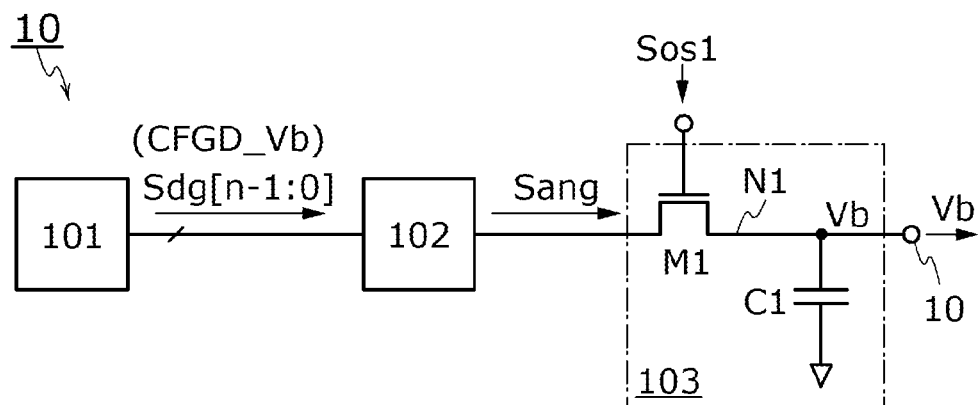 10
Sos1
(CFGD_Vb)
Sdg[n-1:0]
Sang
N1
Vb
Vb
101
102
M1
C1
10
103